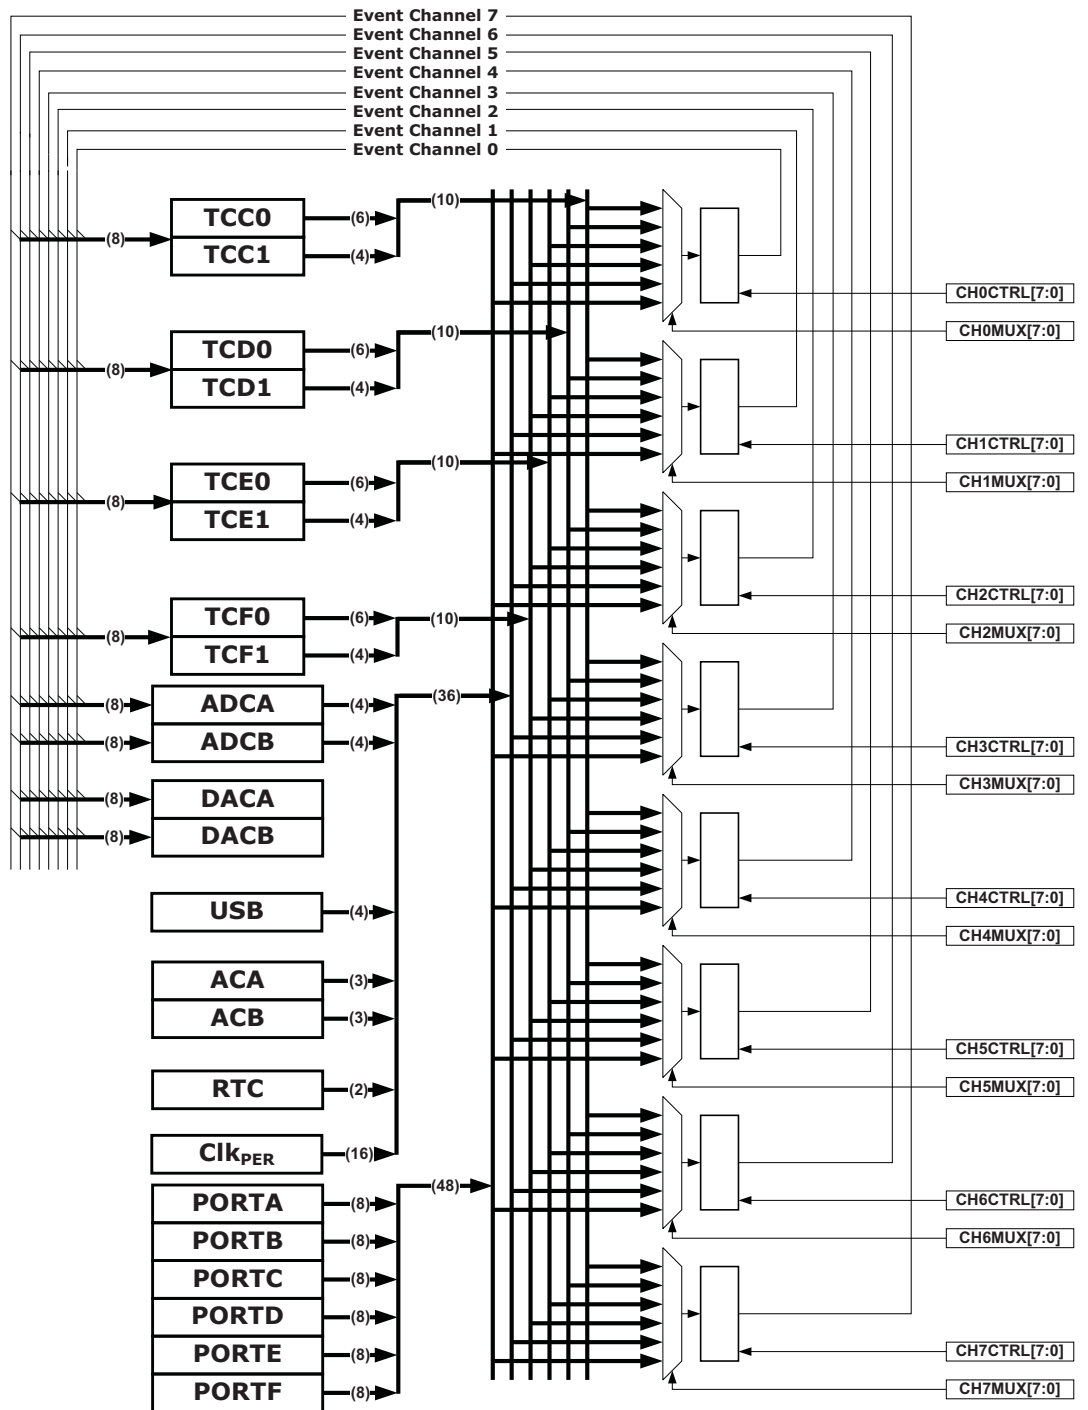 Event Channel 7
Event Channel 6
Event Channel 5
Event Channel 4
Event Channel 3
Event Channel 2
Event Channel 1
Event Channel 0
(10)
TCC0
(6)
(8)
TCC1
(4)
CH0CTRL[7:0]
CH0MUX[7:0]
(10)
TCD0
(6)
(8)
TCD1
(4)
CH1CTRL[7:0]
(10)
TCE0
(6)
CH1MUX[7:0]
(8)
TCE1
(4)
CH2CTRL[7:0]
TCF0
(6)
(10)
CH2MUX[7:0]
(8)
TCF1
(4)
(36)
(8)
ADCA
(4)
(8)
ADCB
(4)
CH3CTRL[7:0]
CH3MUX[7:0]
(8)
DACA
(8)
DACB
CH4CTRL[7:0]
USB
(4)
CH4MUX[7:0]
ACA
(3)
ACB
(3)
CH5CTRL[7:0]
RTC
(2)
CH5MUX[7:0]
ClkPER
(16)
(48)
PORTA
(8)
CH6CTRL[7:0]
PORTB
(8)
CH6MUX[7:0]
PORTC
(8)
PORTD
(8)
PORTE
(8)
CH7CTRL[7:0]
PORTF
(8)
CH7MUX[7:0]